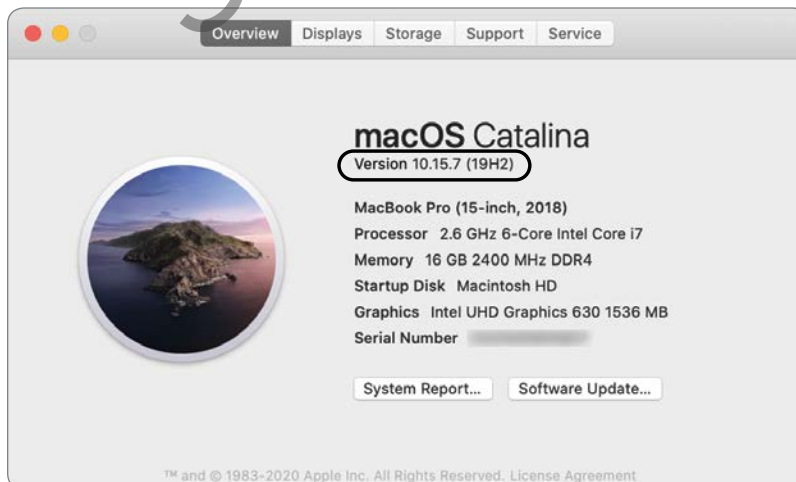 Overview Displays Storage Support Service
macOS Catalina
Version 10.15.7 (19H2)
MacBook Pro (15-inch, 2018)
Processor 2.6 GHz 6-Core Intel Core i7
Memory 16 GB 2400 MHz DDR4
Startup Disk Macintosh HD
Graphics Intel UHD Graphics 630 1536 MB
Serial Number
System Report... Software Update...
™ and © 1983-2020 Apple Inc. All Rights Reserved. License Agreement